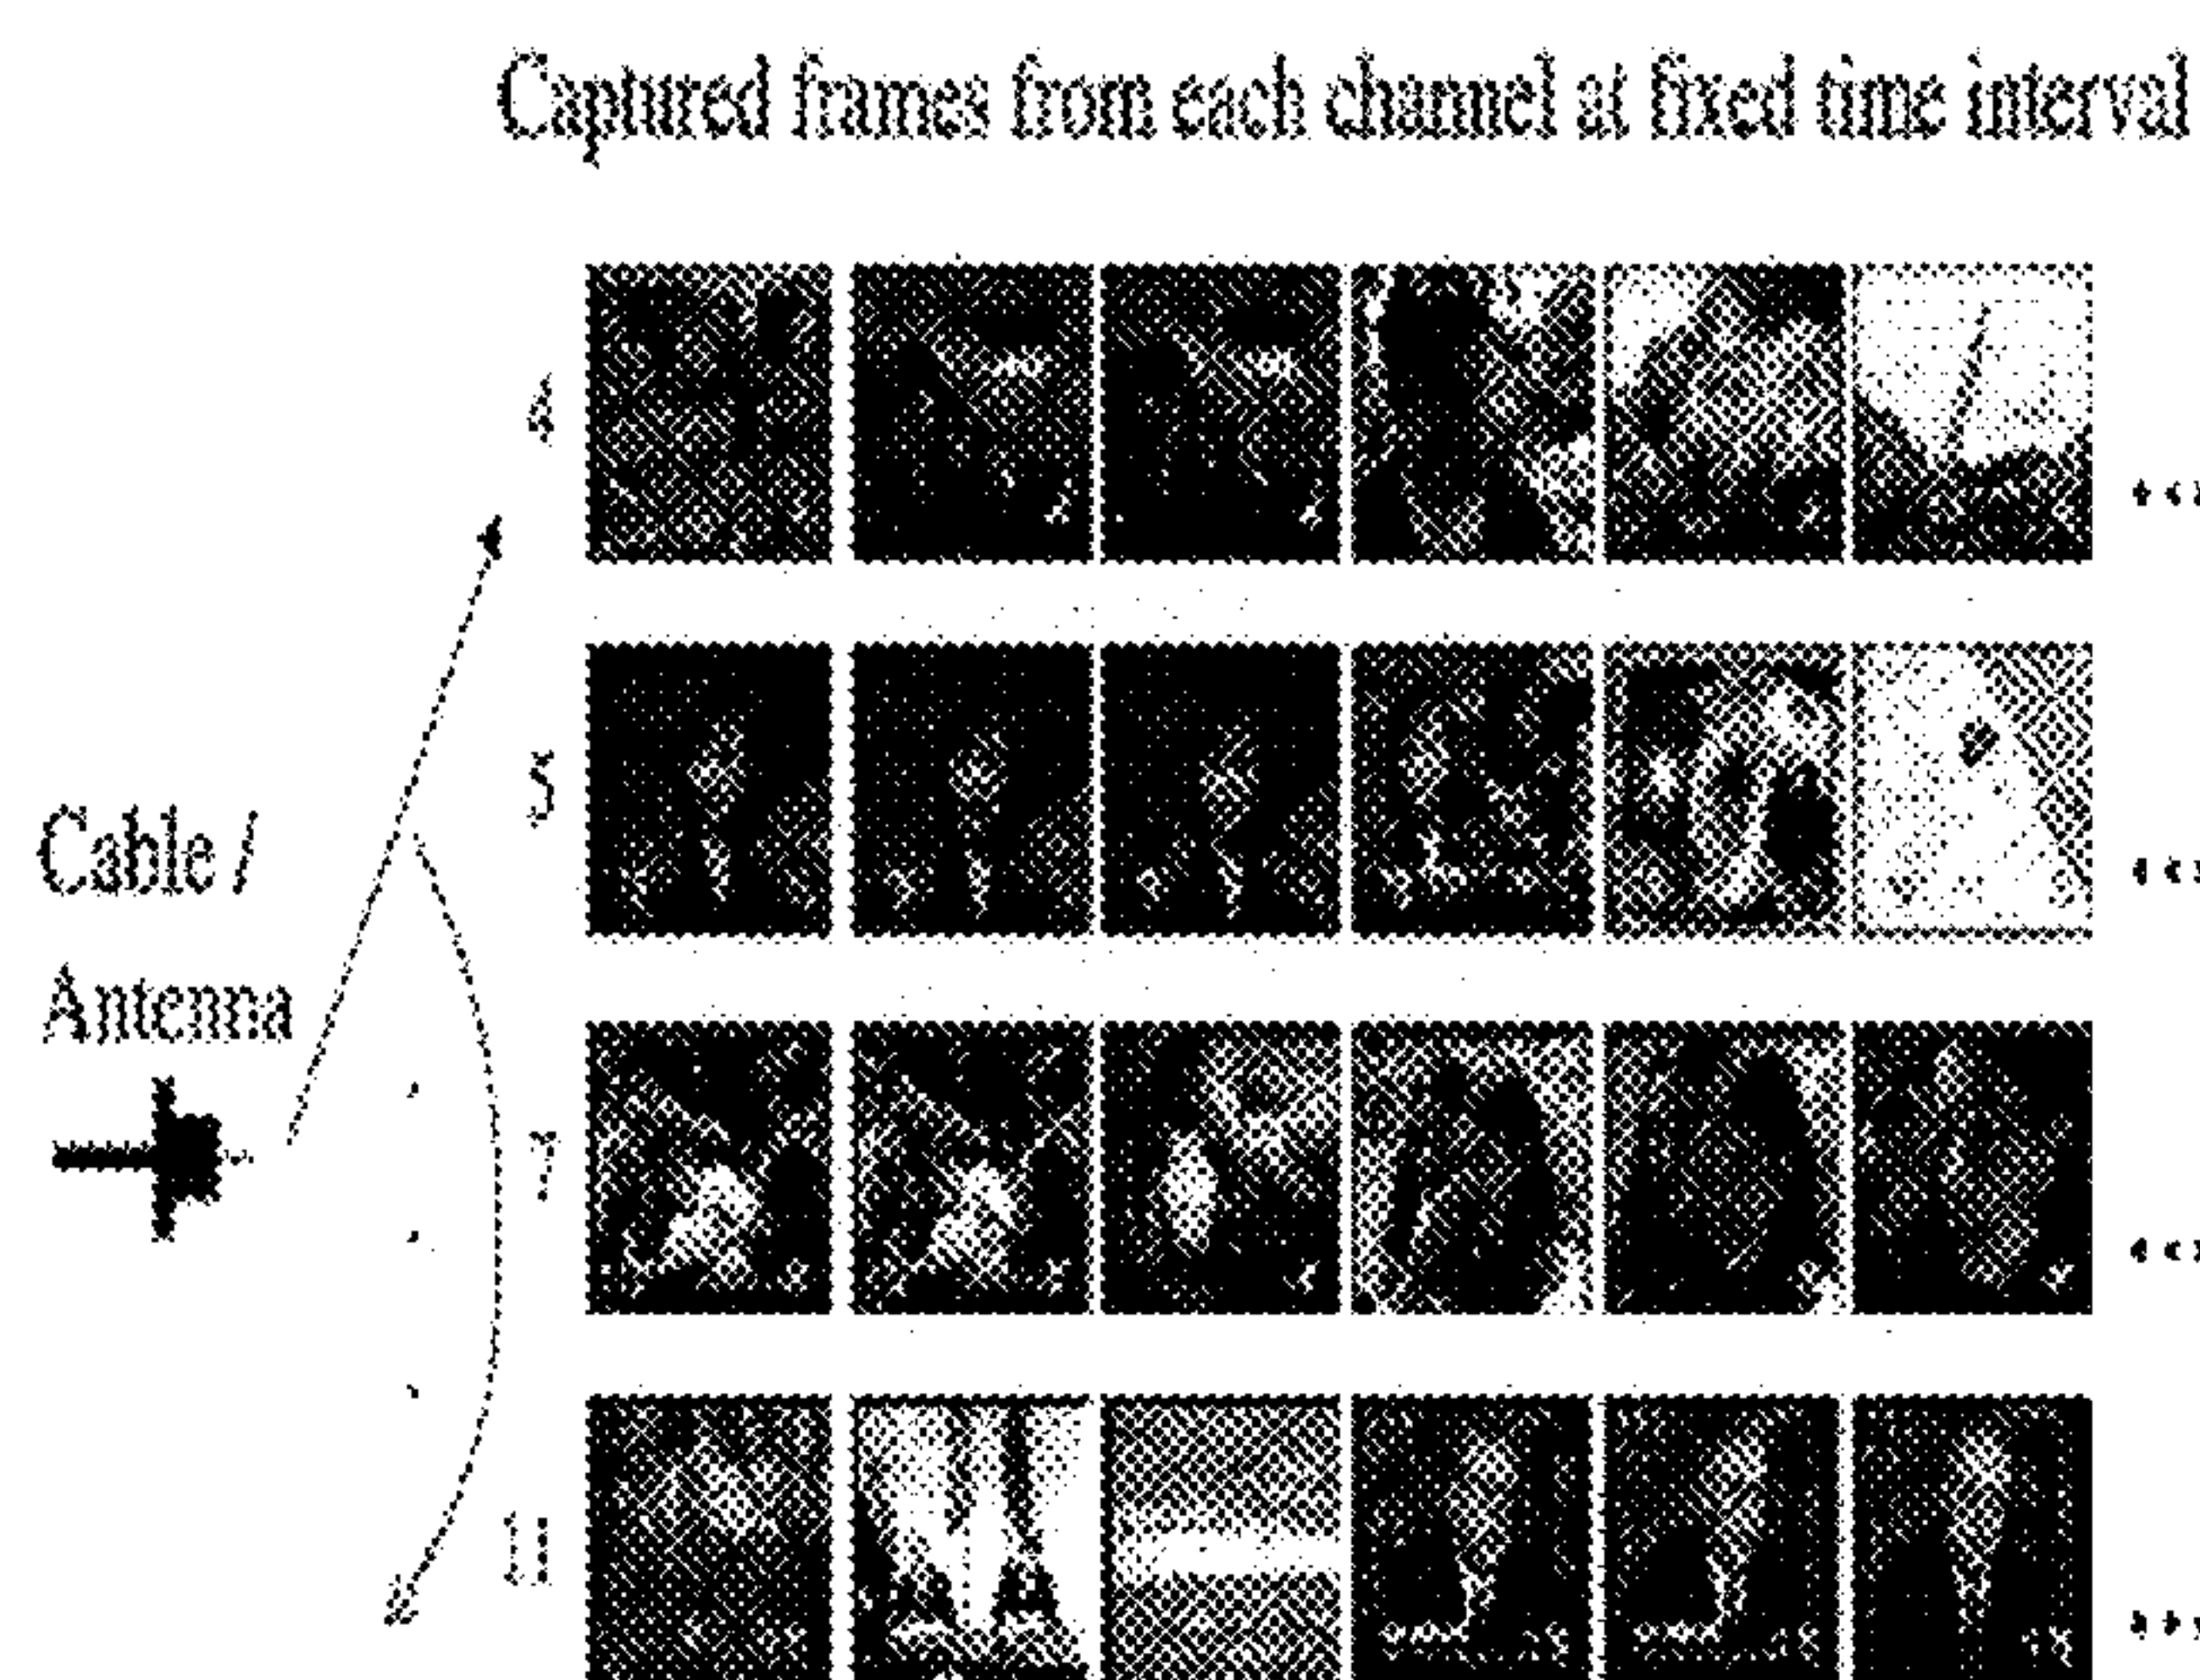 Captured frames from each channel at fixed time interval
4
5
Cable /
Antenna
7
11